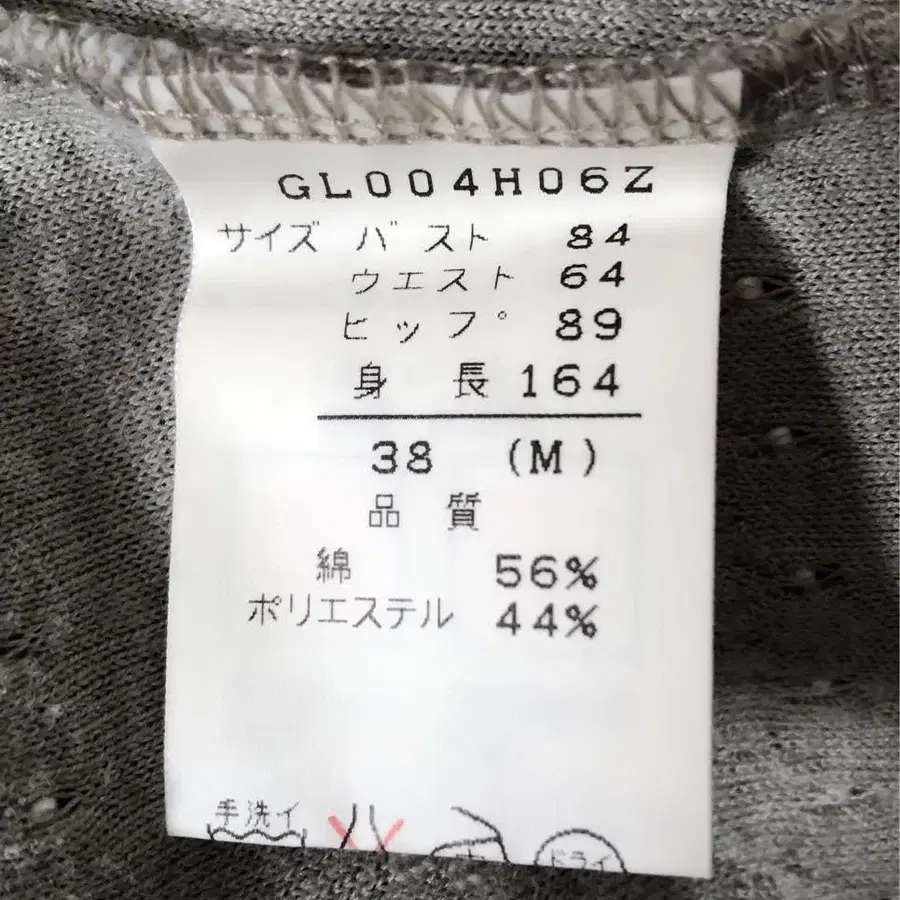 GL004H06Z
サイズ バスト 84
ウエスト 64
ヒップ 89
身 長 164
38 (M)
品 質
綿 56%
ポリエステル 44%
手洗イ
ドライ